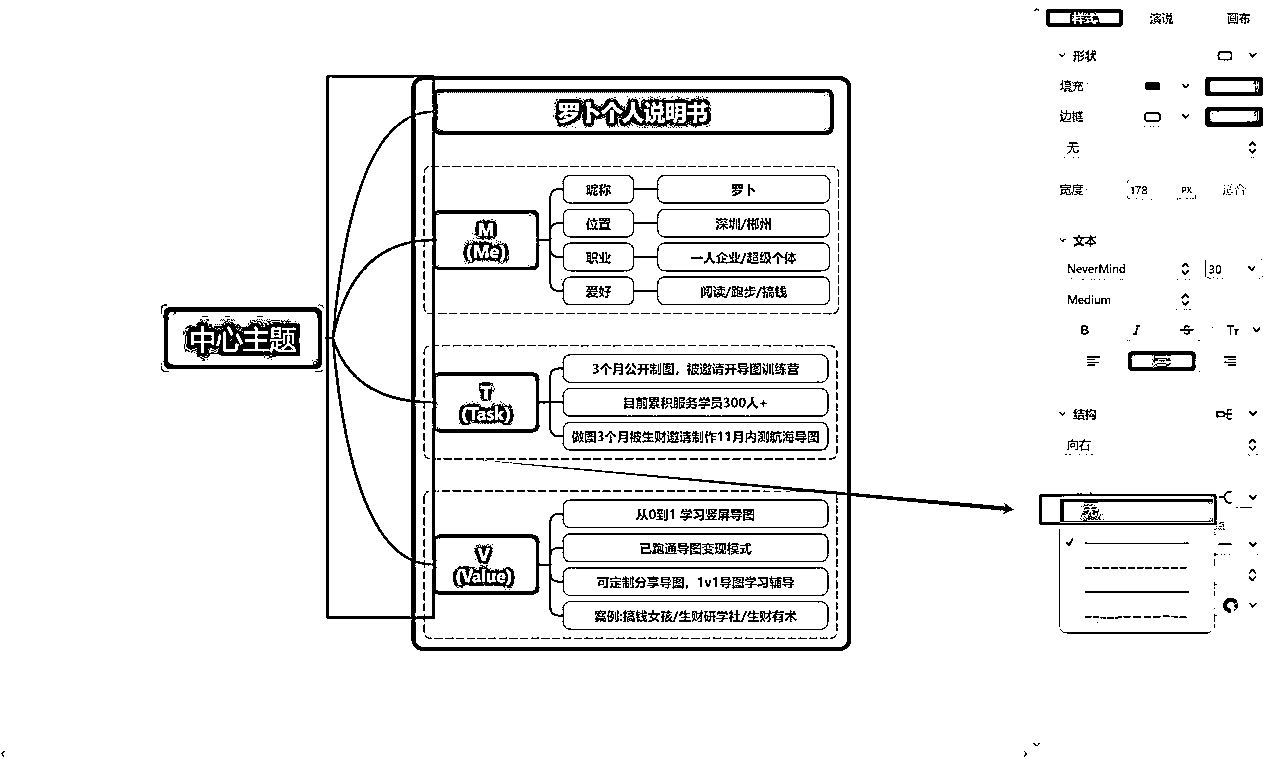 样式 演说 画布
形状
填充
边框
无
宽度 178 PX 适合
文本
NeverMind 30
Medium
B I S Tr
结构
向右
中心主题
罗卜个人说明书
M
(Me)
昵称 罗卜
位置 深圳/郴州
职业 一人企业/超级个体
爱好 阅读/跑步/搞钱
T
(Task)
3个月公开制图，被邀请开导图训练营
目前累积服务学员300人+
做图3个月被生财邀请制作11月内测航海导图
V
(Value)
从0到1 学习竖屏导图
已跑通导图变现模式
可定制分享导图，1v1导图学习辅导
案例:搞钱女孩/生财研学社/生财有术